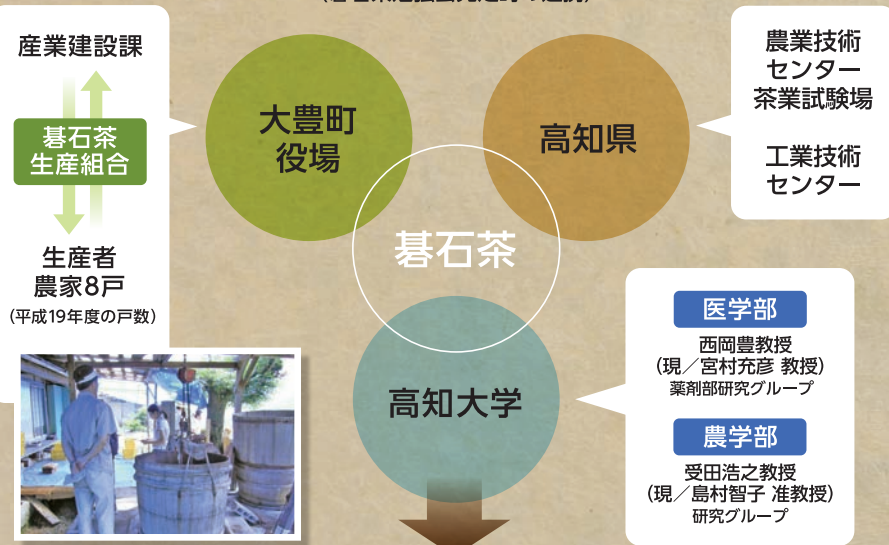 産業建設課
碁石茶
生産組合
生産者
農家8戸
(平成19年度の戸数)
大豊町
役場
高知県
碁石茶
高知大学
農業技術
センター
茶業試験場
工業技術
センター
医学部
西岡豊教授
(現／宮村充彦 教授)
薬剤部研究グループ
農学部
受田浩之教授
(現／島村智子 准教授)
研究グループ